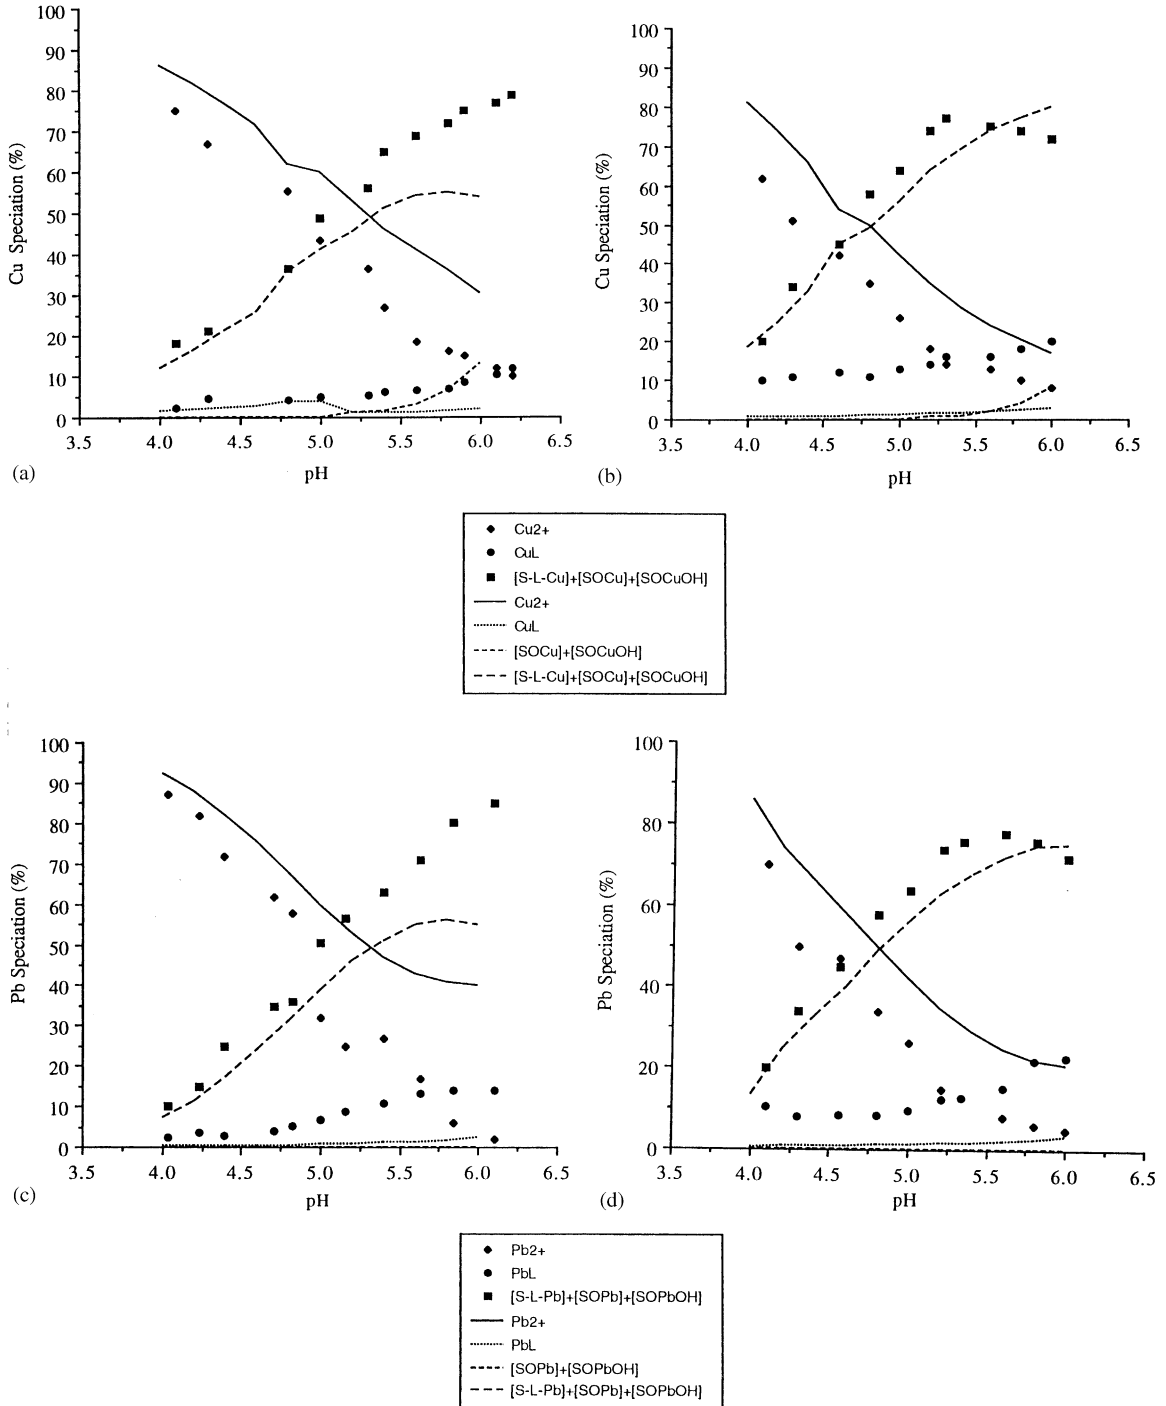 100
90
80
70
60
50
40
30
20
10
0
Cu Speciation (%)
3.5 4.0 4.5 5.0 5.5 6.0 6.5
pH
(a)
100
90
80
70
60
50
40
30
20
10
0
Cu Speciation (%)
3.5 4.0 4.5 5.0 5.5 6.0 6.5
pH
(b)
Cu2+
CuL
[S-L-Cu]+[SOCu]+[SOCuOH]
Cu2+
CuL
[SOCu]+[SOCuOH]
[S-L-Cu]+[SOCu]+[SOCuOH]
100
90
80
70
60
50
40
30
20
10
0
Pb Speciation (%)
3.5 4.0 4.5 5.0 5.5 6.0 6.5
pH
(c)
100
80
60
40
20
0
Pb Speciation (%)
3.5 4.0 4.5 5.0 5.5 6.0 6.5
pH
(d)
Pb2+
PbL
[S-L-Pb]+[SOPb]+[SOPbOH]
Pb2+
PbL
[SOPb]+[SOPbOH]
[S-L-Pb]+[SOPb]+[SOPbOH]